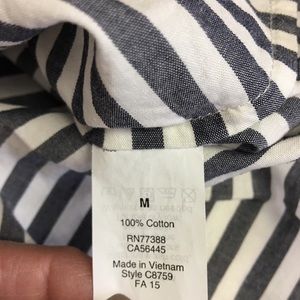 M
100% Cotton
RN77388
CA56445
Made in Vietnam
Style C8759
FA 15